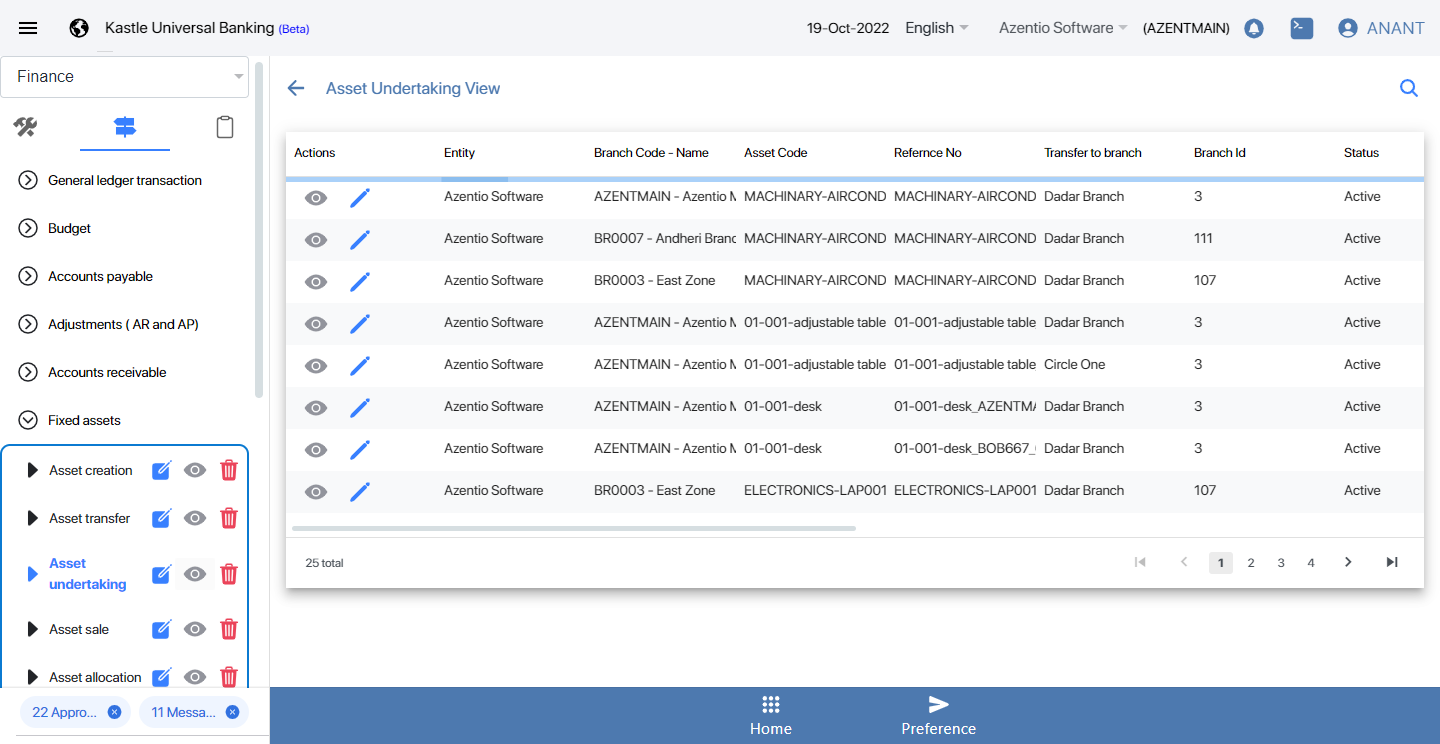 Kastle Universal Banking (Beta)
19-Oct-2022 English Azentio Software (AZENTMAIN) ANANT
Finance
Asset Undertaking View
General ledger transaction
Budget
Accounts payable
Adjustments ( AR and AP)
Accounts receivable
Fixed assets
Asset creation
Asset transfer
Asset
undertaking
Asset sale
Asset allocation
22 Appro...
11 Messa...
Actions Entity Branch Code - Name Asset Code Refernce No Transfer to branch Branch Id Status
Azentio Software AZENTMAIN - Azentio M MACHINARY-AIRCOND MACHINARY-AIRCOND Dadar Branch 3 Active
Azentio Software BR0007 - Andheri Branc MACHINARY-AIRCOND MACHINARY-AIRCOND Dadar Branch 111 Active
Azentio Software BR0003 - East Zone MACHINARY-AIRCOND MACHINARY-AIRCOND Dadar Branch 107 Active
Azentio Software AZENTMAIN - Azentio M 01-001-adjustable table 01-001-adjustable table Dadar Branch 3 Active
Azentio Software AZENTMAIN - Azentio M 01-001-adjustable table 01-001-adjustable table Circle One 3 Active
Azentio Software AZENTMAIN - Azentio M 01-001-desk 01-001-desk_AZENTMA Dadar Branch 3 Active
Azentio Software AZENTMAIN - Azentio M 01-001-desk 01-001-desk_BOB667_ Dadar Branch 3 Active
Azentio Software BR0003 - East Zone ELECTRONICS-LAP001 ELECTRONICS-LAP001 Dadar Branch 107 Active
25 total
1 2 3 4
Home
Preference